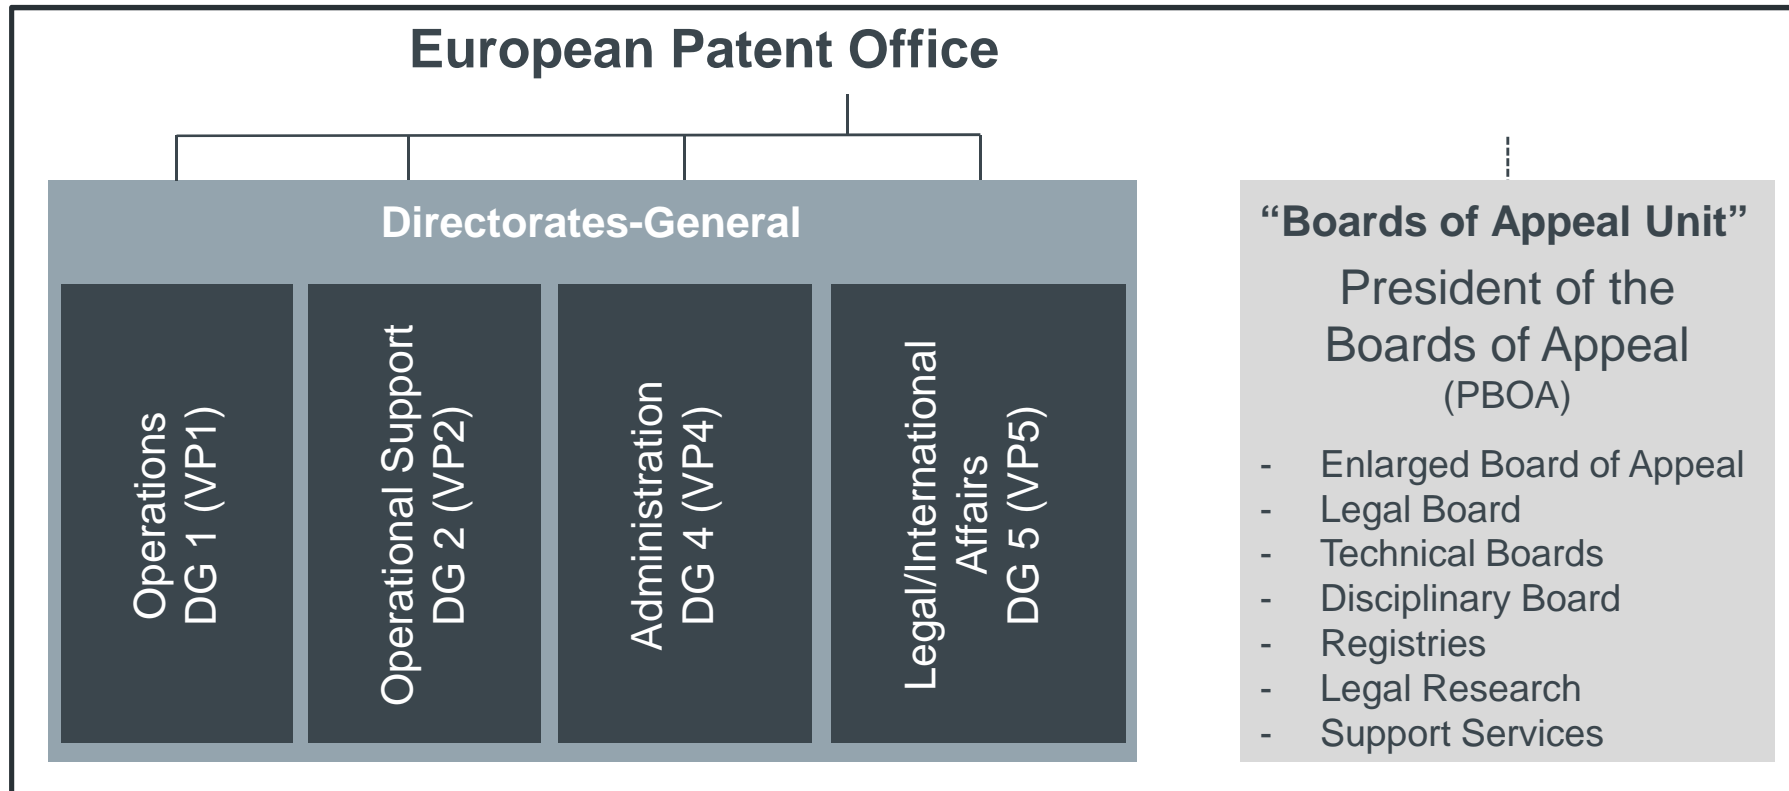 European Patent Office
Directorates-General
Operations
DG 1 (VP1)
Operational Support
DG 2 (VP2)
Administration
DG 4 (VP4)
Legal/International
Affairs
DG 5 (VP5)
“Boards of Appeal Unit”
President of the
Boards of Appeal
(PBOA)
- Enlarged Board of Appeal
- Legal Board
- Technical Boards
- Disciplinary Board
- Registries
- Legal Research
- Support Services